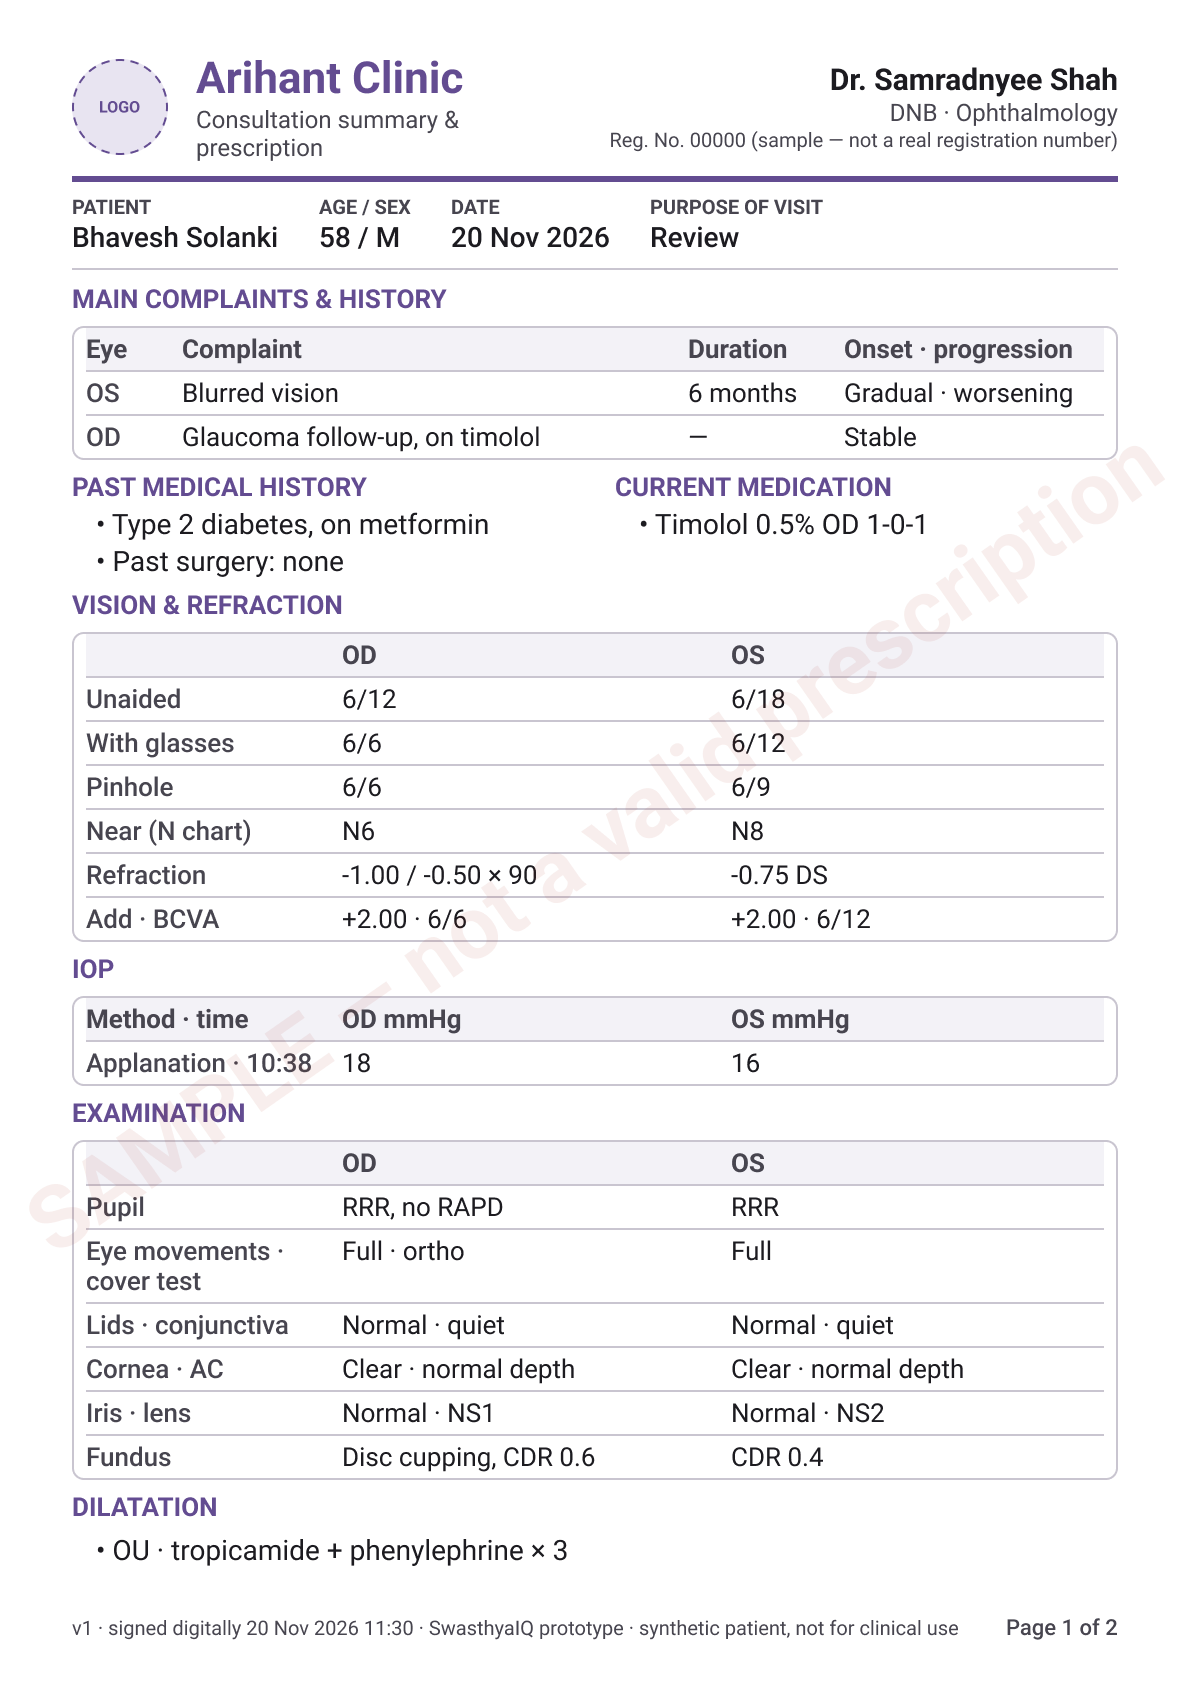 LOGO
Arihant Clinic
Consultation summary &
prescription
Dr. Samradnyee Shah
DNB · Ophthalmology
Reg. No. 00000 (sample — not a real registration number)
PATIENT AGE / SEX DATE PURPOSE OF VISIT
Bhavesh Solanki 58 / M 20 Nov 2026 Review
MAIN COMPLAINTS & HISTORY
Eye Complaint Duration Onset · progression
OS Blurred vision 6 months Gradual · worsening
OD Glaucoma follow-up, on timolol — Stable
PAST MEDICAL HISTORY
• Type 2 diabetes, on metformin
• Past surgery: none
CURRENT MEDICATION
• Timolol 0.5% OD 1-0-1
VISION & REFRACTION
OD OS
Unaided 6/12 6/18
With glasses 6/6 6/12
Pinhole 6/6 6/9
Near (N chart) N6 N8
Refraction -1.00 / -0.50 × 90 -0.75 DS
Add · BCVA +2.00 · 6/6 +2.00 · 6/12
IOP
Method · time OD mmHg OS mmHg
Applanation · 10:38 18 16
EXAMINATION
OD OS
Pupil RRR, no RAPD RRR
Eye movements · Full · ortho Full
cover test
Lids · conjunctiva Normal · quiet Normal · quiet
Cornea · AC Clear · normal depth Clear · normal depth
Iris · lens Normal · NS1 Normal · NS2
Fundus Disc cupping, CDR 0.6 CDR 0.4
DILATATION
• OU · tropicamide + phenylephrine × 3
SAMPLE — not a valid prescription
v1 · signed digitally 20 Nov 2026 11:30 · SwasthyaIQ prototype · synthetic patient, not for clinical use Page 1 of 2